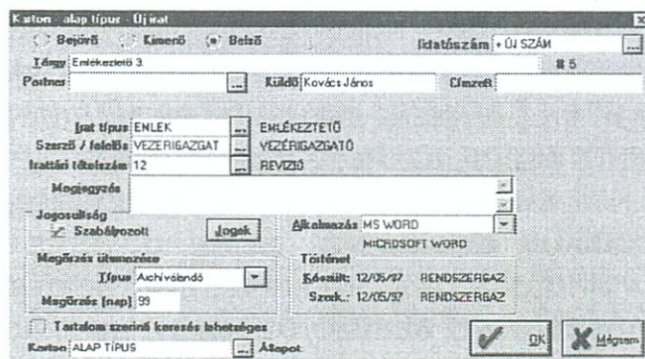 Karton - alap típus - Új irat
Bejövő Kimenő Belső Iktatószám + ÚJ SZÁM ...
Tárgy Emlékeztető 3. # 5
Partner ... Küldő Kovács János Címzett
Irat típus EMLEK ... EMLÉKEZTETŐ
Szerző / felelős VEZERIGAZGAT ... VEZÉRIGAZGATÓ
Irattári tételszám 12 ... REVIZIÓ
Megjegyzés
Jogosultság
Szabályozott Jogok Alkalmazás MS WORD
MICROSOFT WORD
Megőrzés ütemezése Történet
Típus Archiválandó Készült: 12/05/97 RENDSZERGAZ
Megőrzés (nap) 99 Szerk.: 12/05/97 RENDSZERGAZ
Tartalom szerinti keresés lehetséges
Karton ALAP TÍPUS ... Állapot OK Mégsem